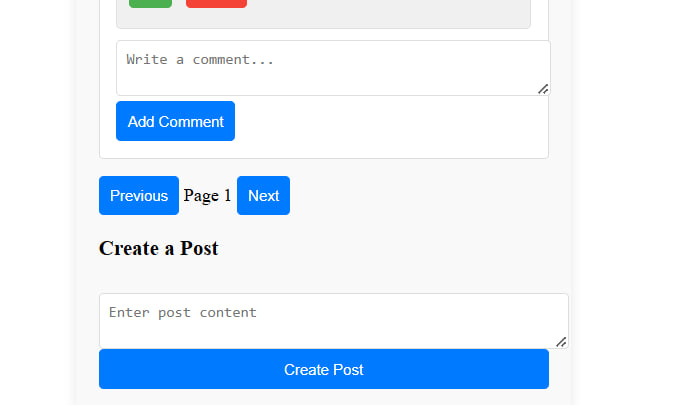 Write a comment...
Add Comment
Previous Page 1 Next
Create a Post
Enter post content
Create Post